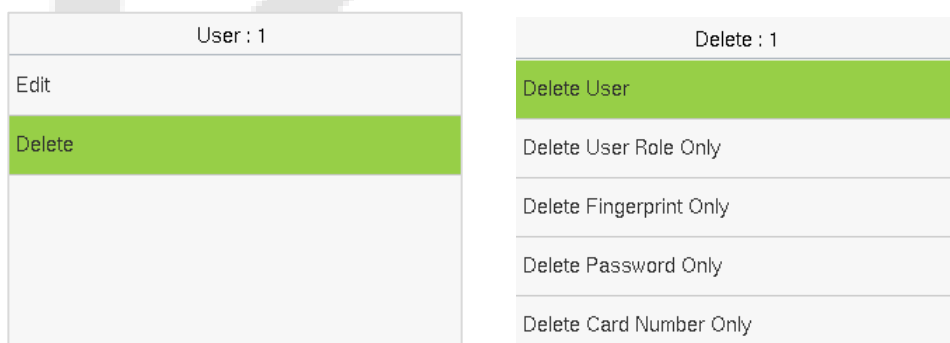 User : 1
Edit
Delete
Delete : 1
Delete User
Delete User Role Only
Delete Fingerprint Only
Delete Password Only
Delete Card Number Only